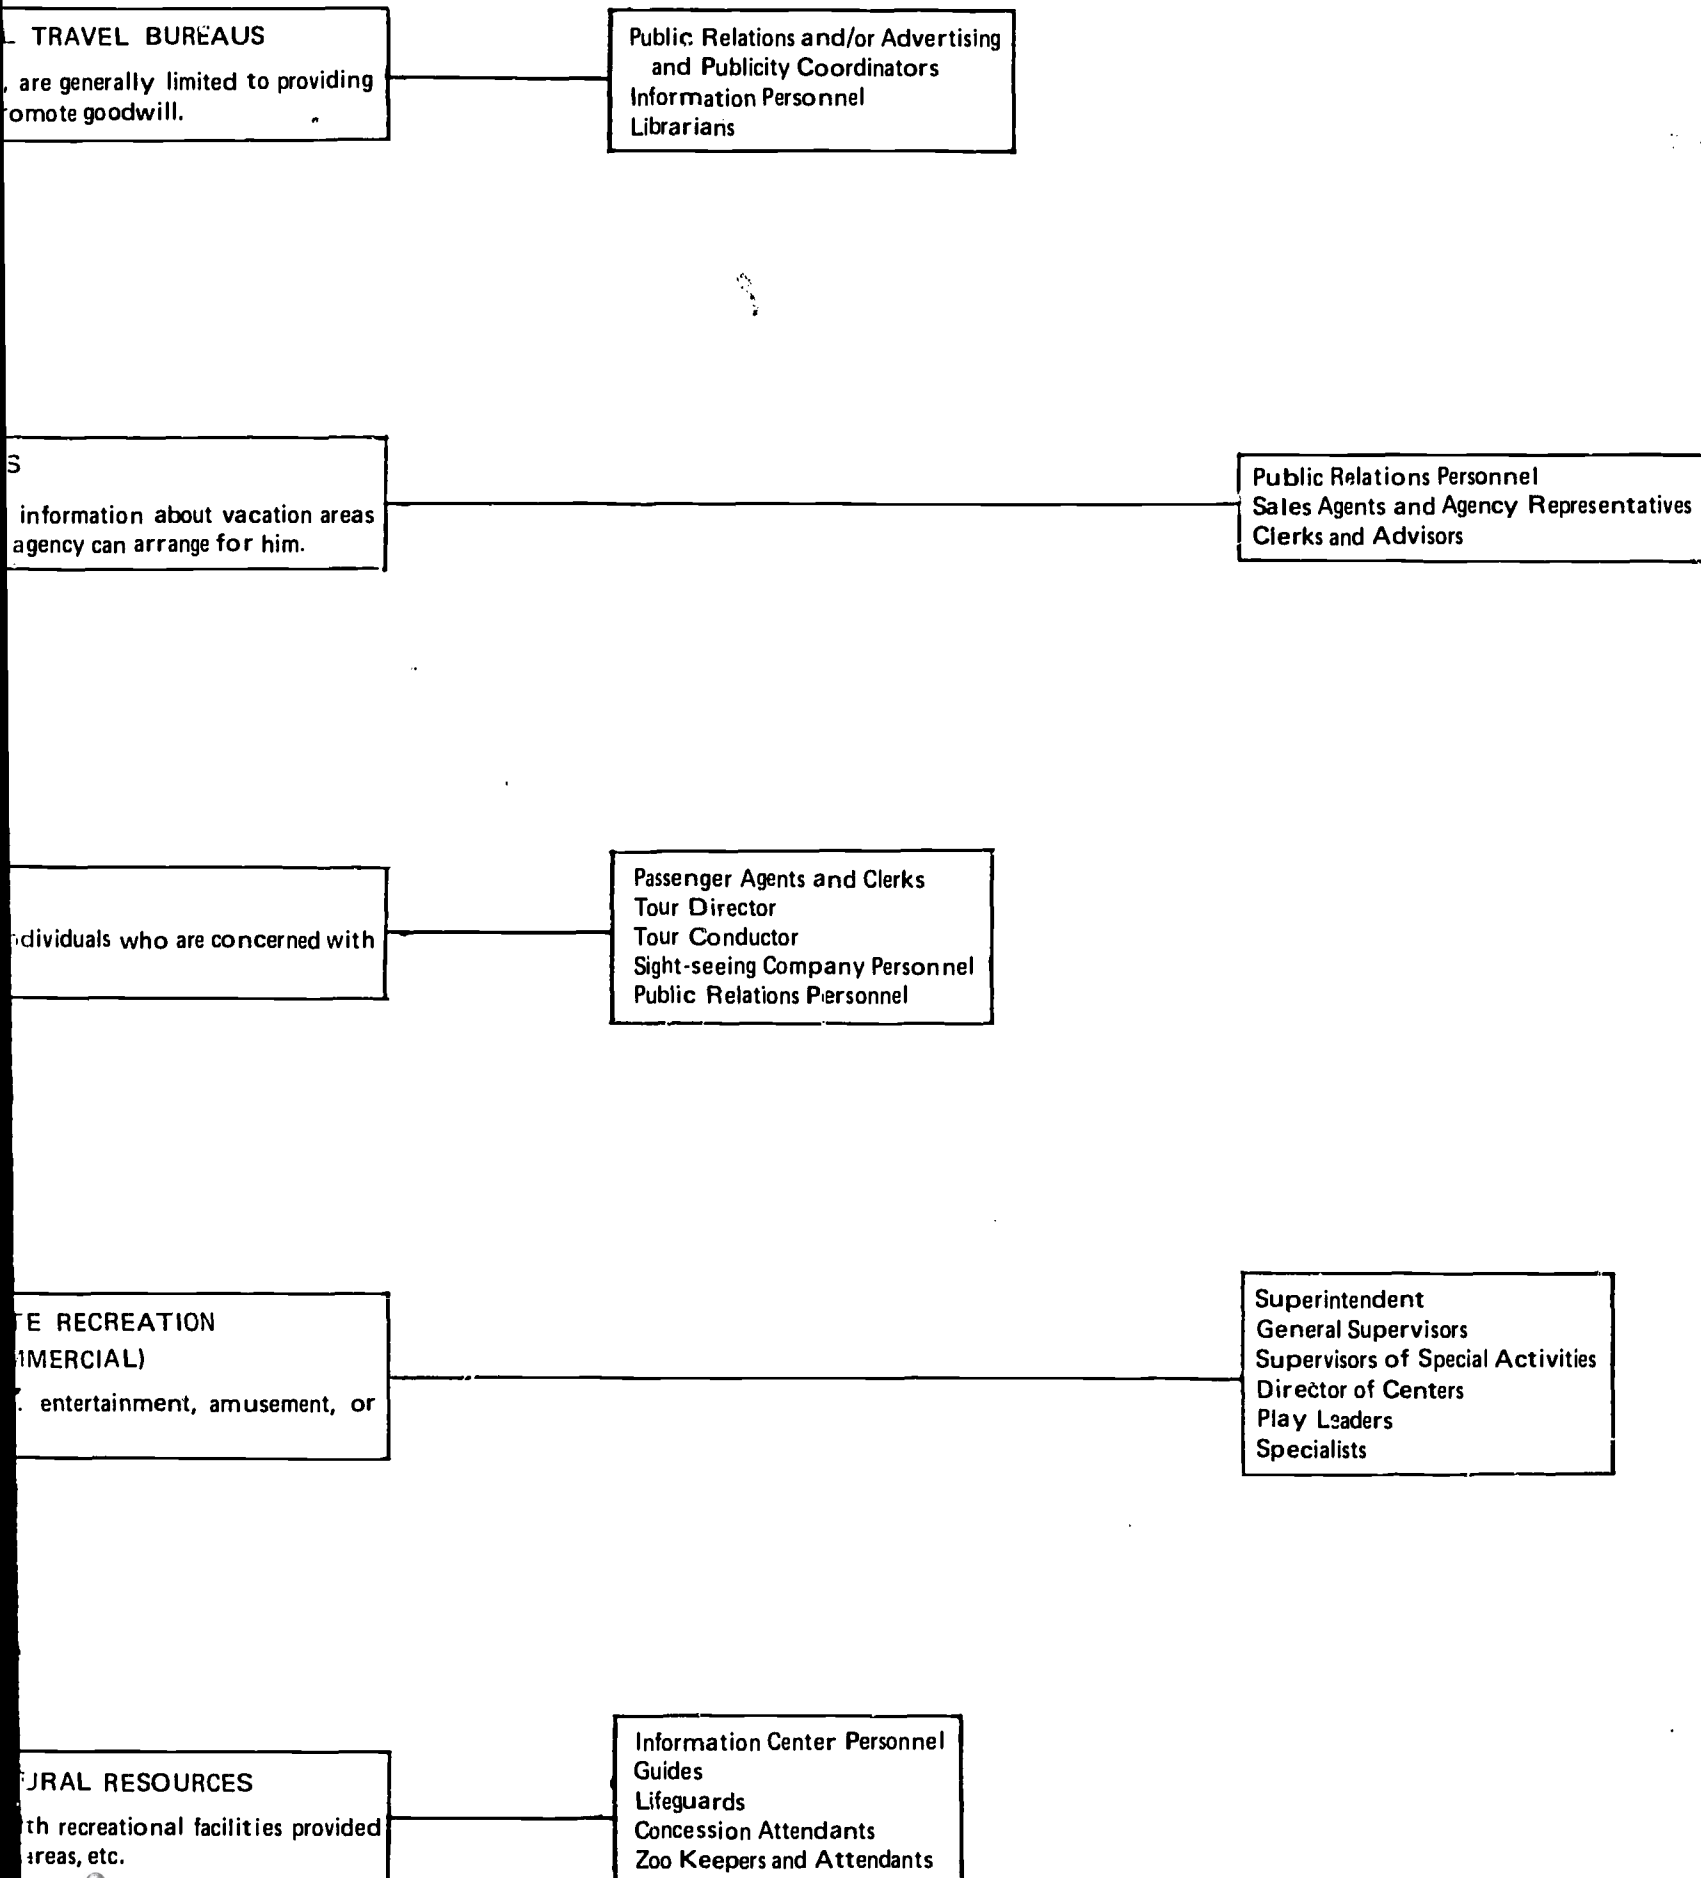 TRAVEL BUREAUS
, are generally limited to providing
omote goodwill.
Public Relations and/or Advertising
and Publicity Coordinators
Information Personnel
Librarians
S
information about vacation areas
agency can arrange for him.
Public Relations Personnel
Sales Agents and Agency Representatives
Clerks and Advisors
dividuals who are concerned with
Passenger Agents and Clerks
Tour Director
Tour Conductor
Sight-seeing Company Personnel
Public Relations Personnel
TE RECREATION
MERCIAL)
. entertainment, amusement, or
Superintendent
General Supervisors
Supervisors of Special Activities
Director of Centers
Play Leaders
Specialists
URAL RESOURCES
th recreational facilities provided
areas, etc.
Information Center Personnel
Guides
Lifeguards
Concession Attendants
Zoo Keepers and Attendants